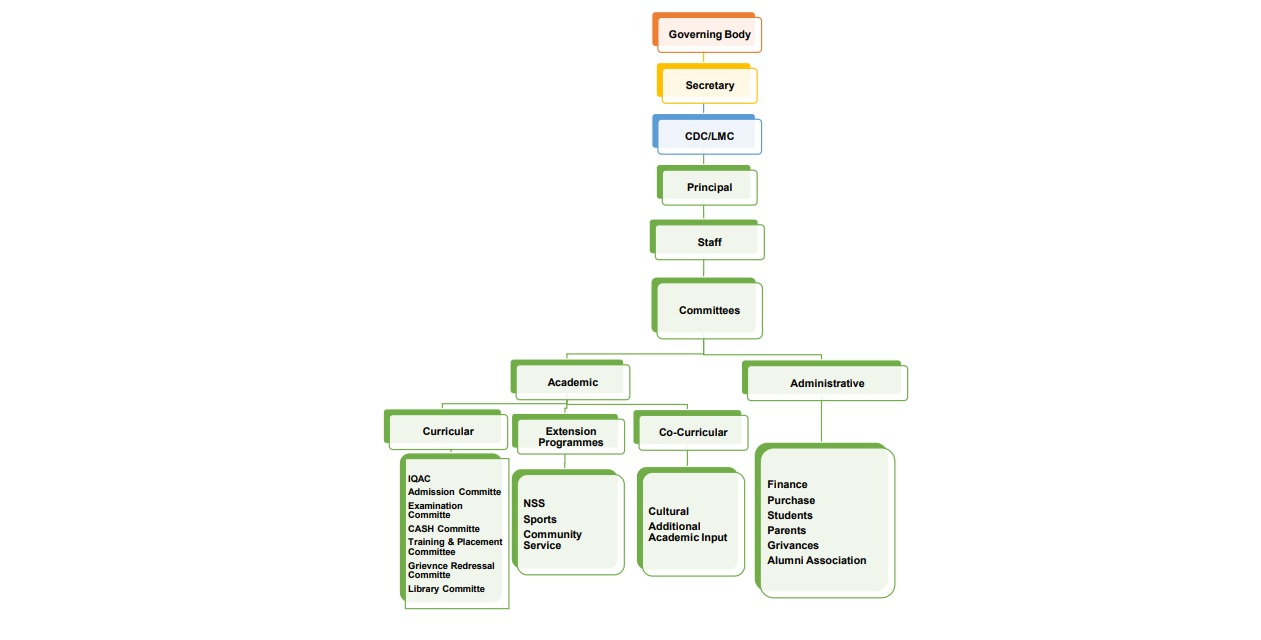 Governing Body
Secretary
CDC/LMC
Principal
Staff
Committees
Academic
Administrative
Curricular
Extension
Programmes
Co-Curricular
IQAC
Admission Committe
Examination
Committe
CASH Committe
Training & Placement
Committee
Grievnce Redressal
Committe
Library Committe
NSS
Sports
Community
Service
Cultural
Additional
Academic Input
Finance
Purchase
Students
Parents
Grivances
Alumni Association